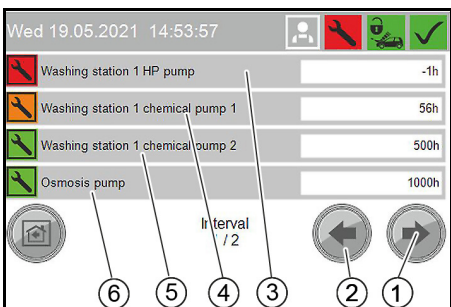 Wed 19.05.2021 14:53:57
Washing station 1 HP pump -1h
Washing station 1 chemical pump 1 56h
Washing station 1 chemical pump 2 500h
Osmosis pump 1000h
Interval
/ 2
6 5 4 3 2 1